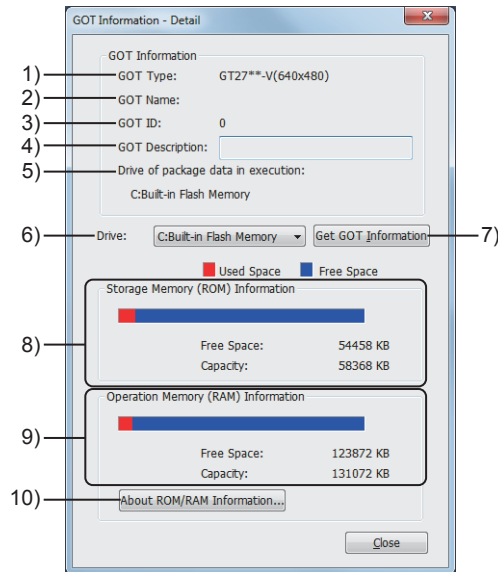 GOT Information - Detail
GOT Information
1) GOT Type: GT27**-V(640x480)
2) GOT Name:
3) GOT ID: 0
4) GOT Description:
5) Drive of package data in execution:
C:Built-in Flash Memory
6) Drive: C:Built-in Flash Memory Get GOT Information 7)
Used Space Free Space
Storage Memory (ROM) Information
8)
Free Space: 54458 KB
Capacity: 58368 KB
Operation Memory (RAM) Information
9)
Free Space: 123872 KB
Capacity: 131072 KB
10) About ROM/RAM Information...
Close